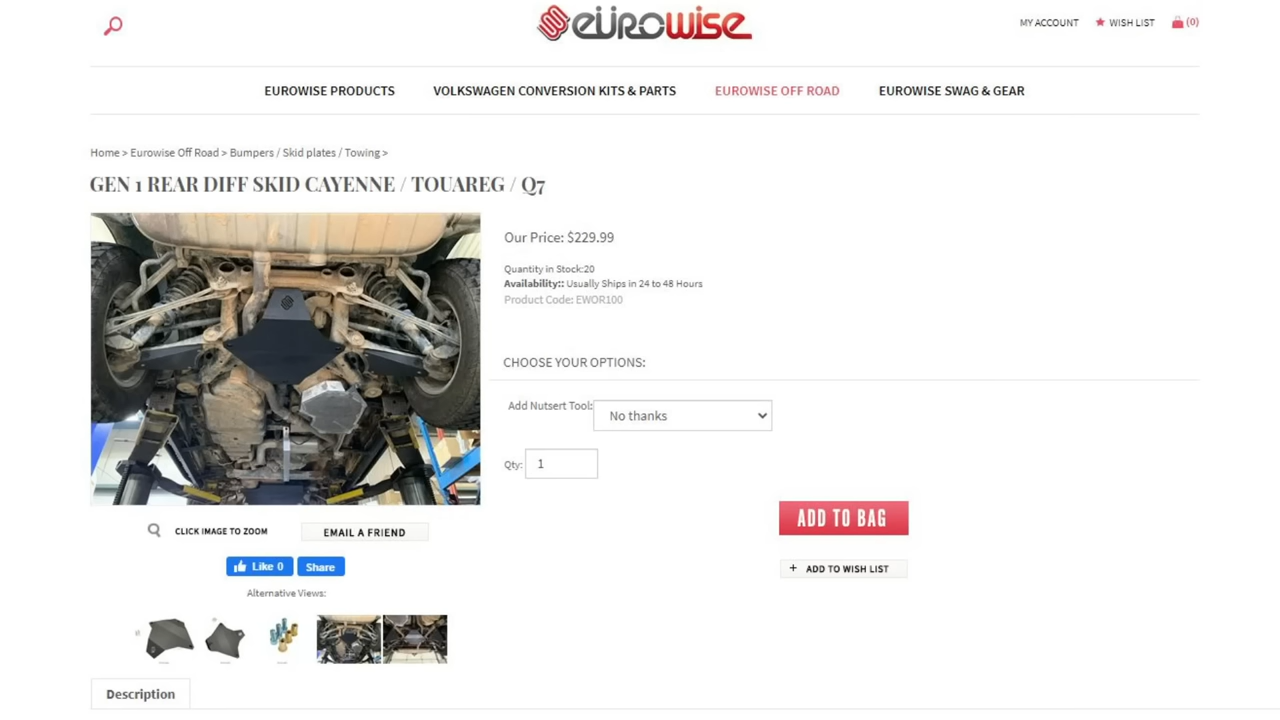 eürowise
MY ACCOUNT
WISH LIST
(0)
EUROWISE PRODUCTS
VOLKSWAGEN CONVERSION KITS & PARTS
EUROWISE OFF ROAD
EUROWISE SWAG & GEAR
Home > Eurowise Off Road > Bumpers / Skid plates / Towing >
GEN 1 REAR DIFF SKID CAYENNE / TOUAREG / Q7
Our Price: $229.99
Quantity in Stock:20
Availability:: Usually Ships in 24 to 48 Hours
Product Code: EWOR100
CHOOSE YOUR OPTIONS:
Add Nutsert Tool: No thanks
Qty: 1
ADD TO BAG
+ ADD TO WISH LIST
CLICK IMAGE TO ZOOM
EMAIL A FRIEND
Like 0
Share
Alternative Views:
Description